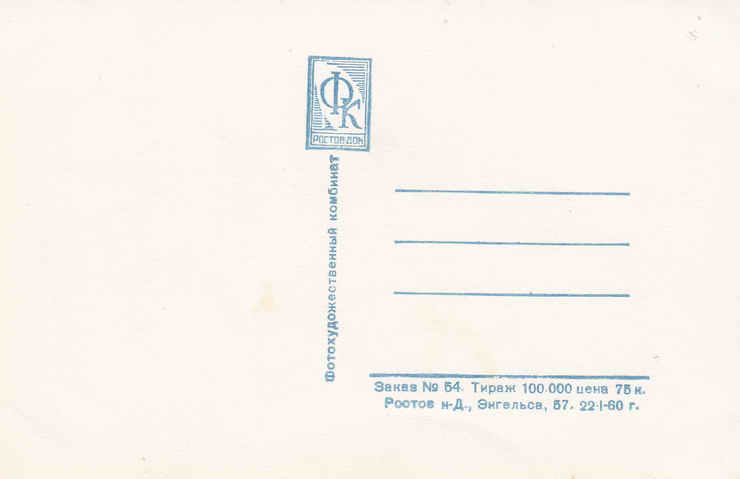 ФК
РОСТОВ ДОН
Фотохудожественный комбинат
Заказ № 54. Тираж 100.000 цена 75 к.
Ростов н-Д., Энгельса, 57. 22-I-60 г.